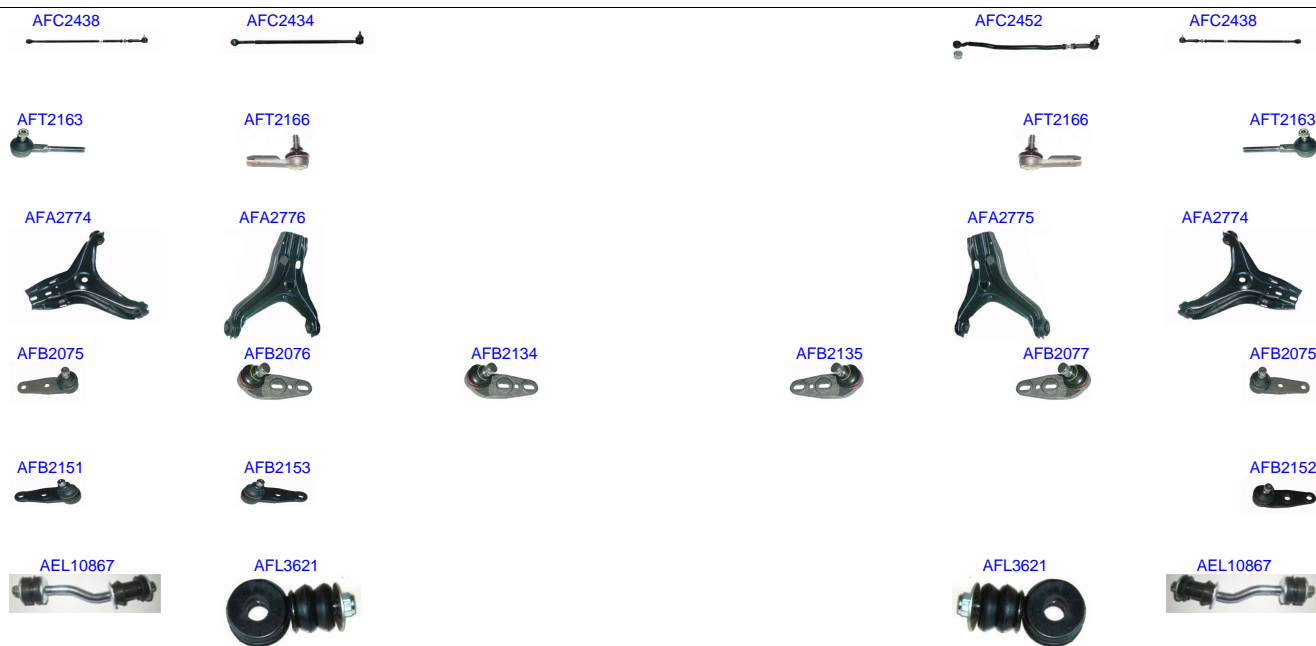 AFC2438 AFC2434 AFC2452 AFC2438
AFT2163 AFT2166 AFT2166 AFT2163
AFA2774 AFA2776 AFA2775 AFA2774
AFB2075 AFB2076 AFB2134 AFB2135 AFB2077 AFB2075
AFB2151 AFB2153 AFB2152
AEL10867 AFL3621 AFL3621 AEL10867